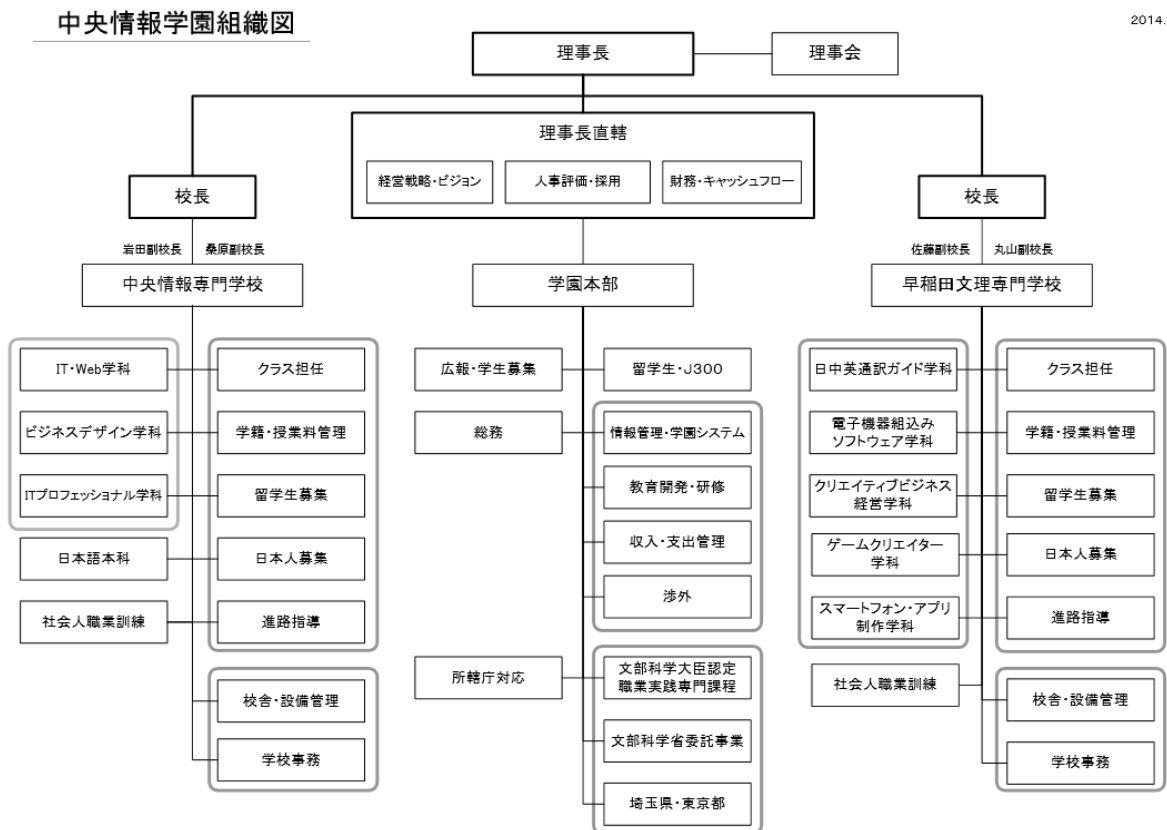 中央情報学園組織図
2014.
理事長
理事会
理事長直轄
経営戦略・ビジョン
人事評価・採用
財務・キャッシュフロー
校長
岩田副校長
桑原副校長
中央情報専門学校
IT・Web学科
ビジネスデザイン学科
ITプロフェッショナル学科
日本語本科
社会人職業訓練
クラス担任
学籍・授業料管理
留学生募集
日本人募集
進路指導
校舎・設備管理
学校事務
学園本部
広報・学生募集
留学生・J300
総務
情報管理・学園システム
教育開発・研修
収入・支出管理
渉外
所轄庁対応
文部科学大臣認定
職業実践専門課程
文部科学省委託事業
埼玉県・東京都
校長
佐藤副校長
丸山副校長
早稲田文理専門学校
日中英通訳ガイド学科
電子機器組込み
ソフトウェア学科
クリエイティブビジネス
経営学科
ゲームクリエイター
学科
スマートフォン・アプリ
制作学科
社会人職業訓練
クラス担任
学籍・授業料管理
留学生募集
日本人募集
進路指導
校舎・設備管理
学校事務